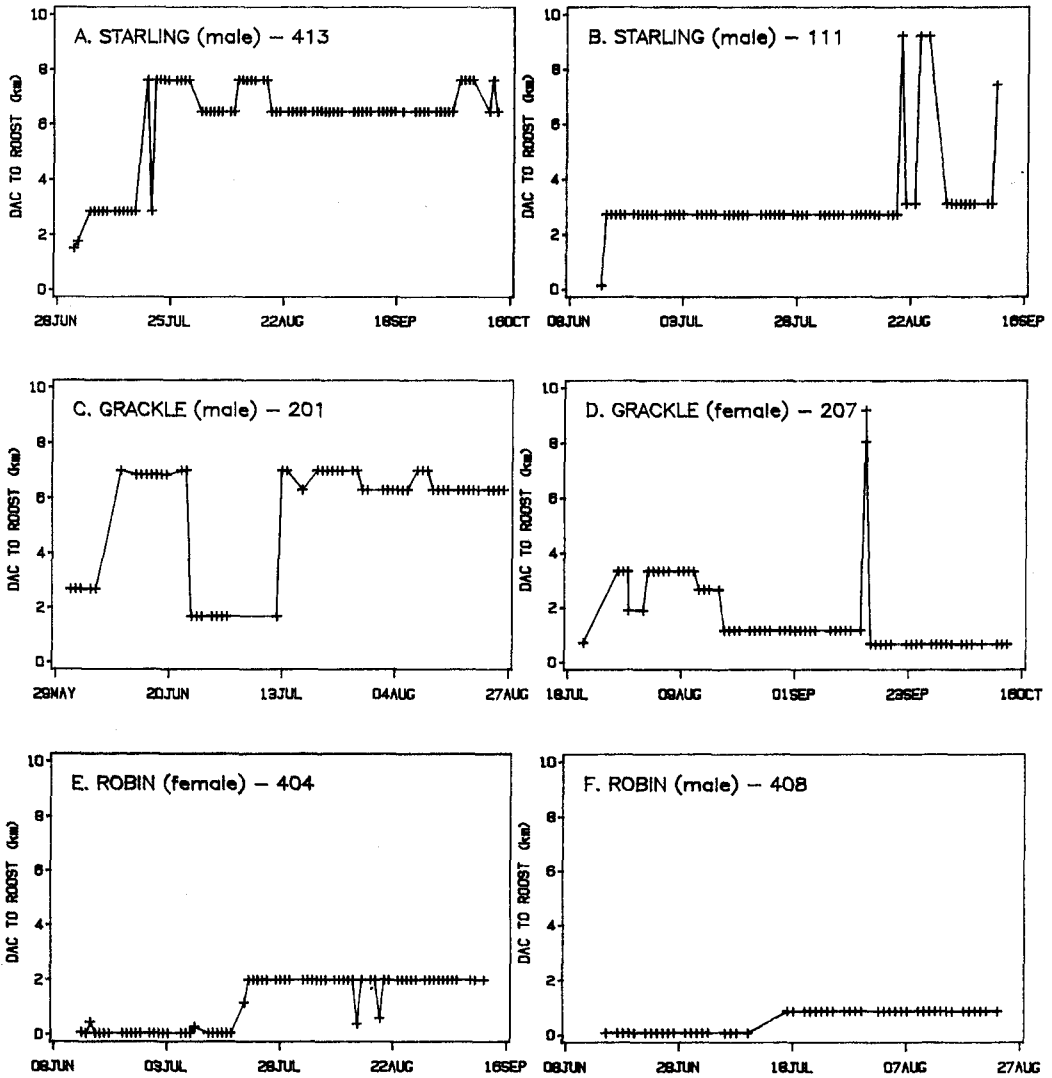 A. STARLING (male) – 413
DAC TO ROOST (km)
10
8
6
4
2
0
28JUN 25JUL 22AUG 18SEP 16OCT
B. STARLING (male) – 111
DAC TO ROOST (km)
10
8
6
4
2
0
08JUN 03JUL 28JUL 22AUG 16SEP
C. GRACKLE (male) – 201
DAC TO ROOST (km)
10
8
6
4
2
0
29MAY 20JUN 13JUL 04AUG 27AUG
D. GRACKLE (female) – 207
DAC TO ROOST (km)
10
8
6
4
2
0
18JUL 09AUG 01SEP 23SEP 16OCT
E. ROBIN (female) – 404
DAC TO ROOST (km)
10
8
6
4
2
0
08JUN 03JUL 28JUL 22AUG 16SEP
F. ROBIN (male) – 408
DAC TO ROOST (km)
10
8
6
4
2
0
08JUN 28JUN 18JUL 07AUG 27AUG